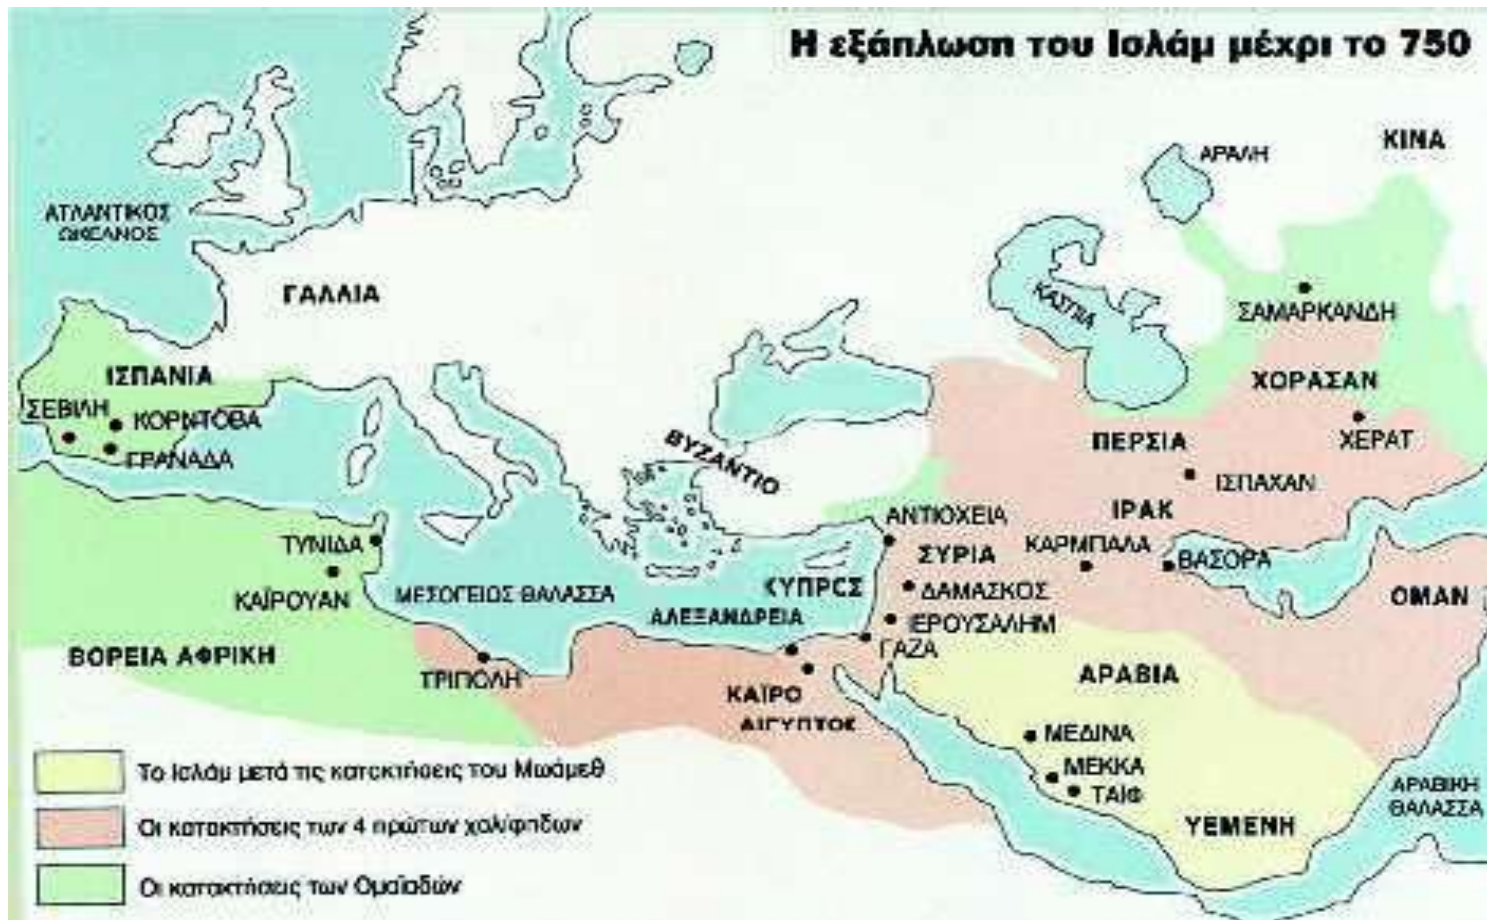 Η εξάπλωση του Ισλάμ μέχρι το 750
ΚΙΝΑ
ΑΡΑΛΗ
ΑΤΛΑΝΤΙΚΟΣ
ΩΚΕΑΝΟΣ
ΓΑΛΛΙΑ
ΚΑΣΠΙΑ
ΣΑΜΑΡΚΑΝΔΗ
ΙΣΠΑΝΙΑ
ΧΟΡΑΣΑΝ
ΣΕΒΙΛΗ
ΚΟΡΝΤΟΒΑ
ΓΡΑΝΑΔΑ
ΒΥΖΑΝΤΙΟ
ΠΕΡΣΙΑ
ΧΕΡΑΤ
ΙΣΠΑΧΑΝ
ΙΡΑΚ
ΑΝΤΙΟΧΕΙΑ
ΤΥΝΙΔΑ
ΣΥΡΙΑ
ΚΑΡΜΠΑΛΑ
ΒΑΣΟΡΑ
ΚΑΪΡΟΥΑΝ
ΜΕΣΟΓΕΙΟΣ ΘΑΛΑΣΣΑ
ΚΥΠΡΟΣ
ΔΑΜΑΣΚΟΣ
ΟΜΑΝ
ΑΛΕΞΑΝΔΡΕΙΑ
ΙΕΡΟΥΣΑΛΗΜ
ΓΑΖΑ
ΒΟΡΕΙΑ ΑΦΡΙΚΗ
ΤΡΙΠΟΛΗ
ΑΡΑΒΙΑ
ΚΑΪΡΟ
ΑΙΓΥΠΤΟΣ
ΜΕΔΙΝΑ
ΜΕΚΚΑ
ΤΑΙΦ
ΑΡΑΒΙΚΗ
ΘΑΛΑΣΣΑ
ΥΕΜΕΝΗ
Το Ισλάμ μετά τις κατακτήσεις του Μωάμεθ
Οι κατακτήσεις των 4 πρώτων χαλίφηδων
Οι κατακτήσεις των Ομαϊαδών